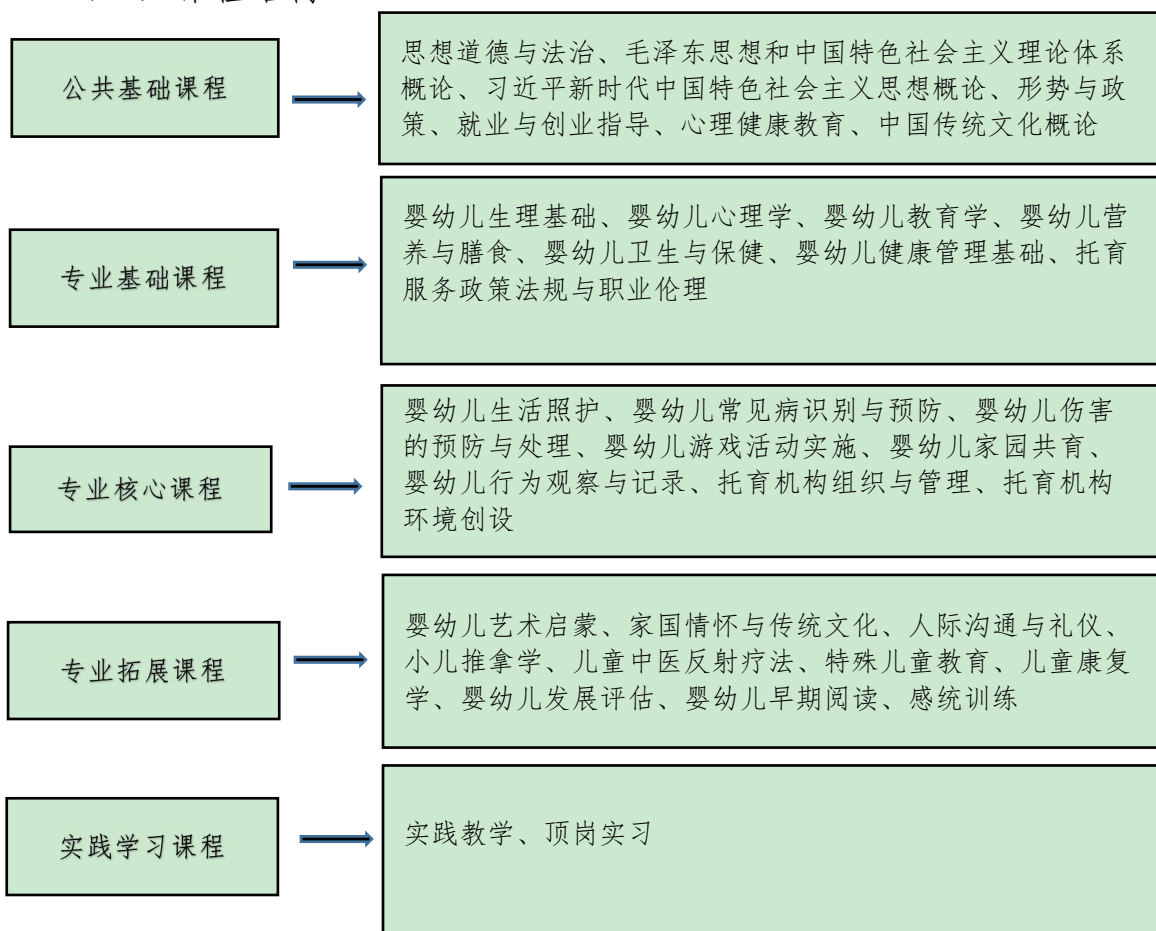 公共基础课程
思想道德与法治、毛泽东思想和中国特色社会主义理论体系
概论、习近平新时代中国特色社会主义思想概论、形势与政
策、就业与创业指导、心理健康教育、中国传统文化概论
专业基础课程
婴幼儿生理基础、婴幼儿心理学、婴幼儿教育学、婴幼儿营
养与膳食、婴幼儿卫生与保健、婴幼儿健康管理基础、托育
服务政策法规与职业伦理
专业核心课程
婴幼儿生活照护、婴幼儿常见病识别与预防、婴幼儿伤害
的预防与处理、婴幼儿游戏活动实施、婴幼儿家园共育、
婴幼儿行为观察与记录、托育机构组织与管理、托育机构
环境创设
专业拓展课程
婴幼儿艺术启蒙、家国情怀与传统文化、人际沟通与礼仪、
小儿推拿学、儿童中医反射疗法、特殊儿童教育、儿童康复
学、婴幼儿发展评估、婴幼儿早期阅读、感统训练
实践学习课程
实践教学、顶岗实习